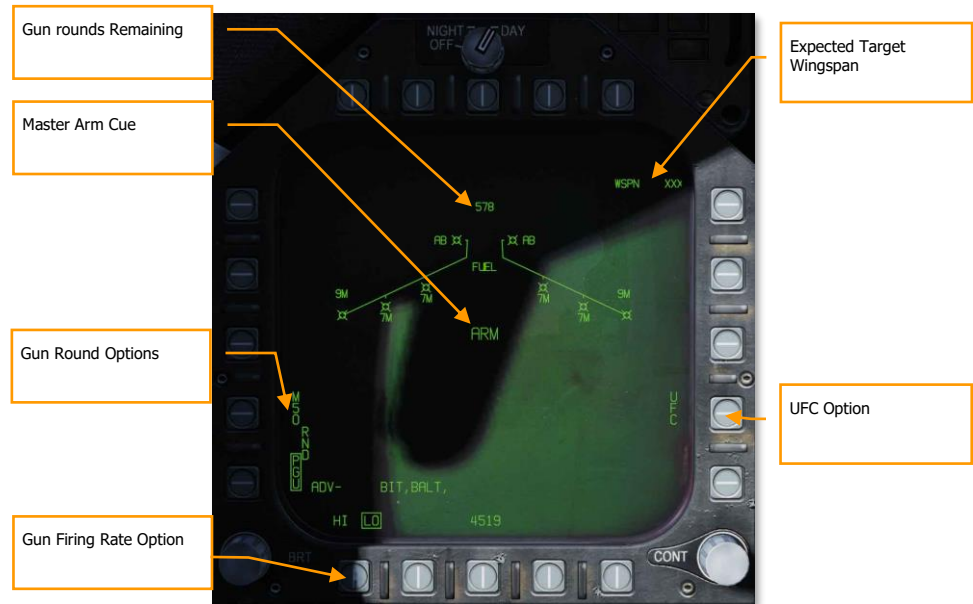 Gun rounds Remaining
NIGHT
DAY
OFF
Expected Target
Wingspan
Master Arm Cue
WSPN XXX
578
AB AB
FUEL
9M 9M
7M 7M
7M 7M
ARM
Gun Round Options
M50
RND
PGU
UFC
UFC Option
ADV- BIT,BALT,
HI LO 4519
Gun Firing Rate Option
BRT
CONT